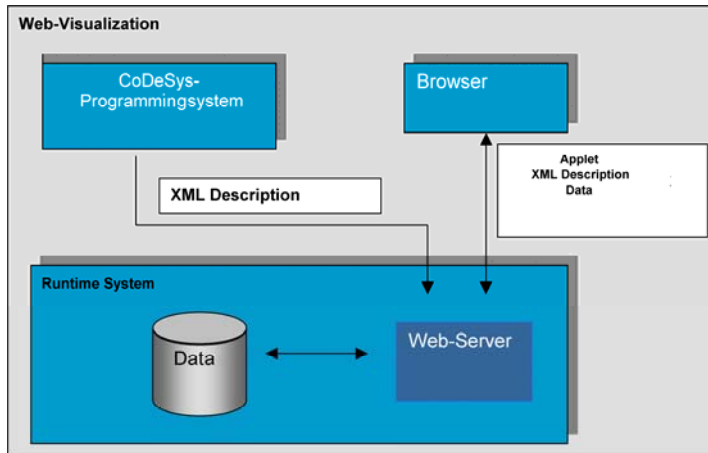 Web-Visualization
CoDeSys-
Programmingsystem
Browser
Applet
XML Description
Data
XML Description
Runtime System
Data
Web-Server